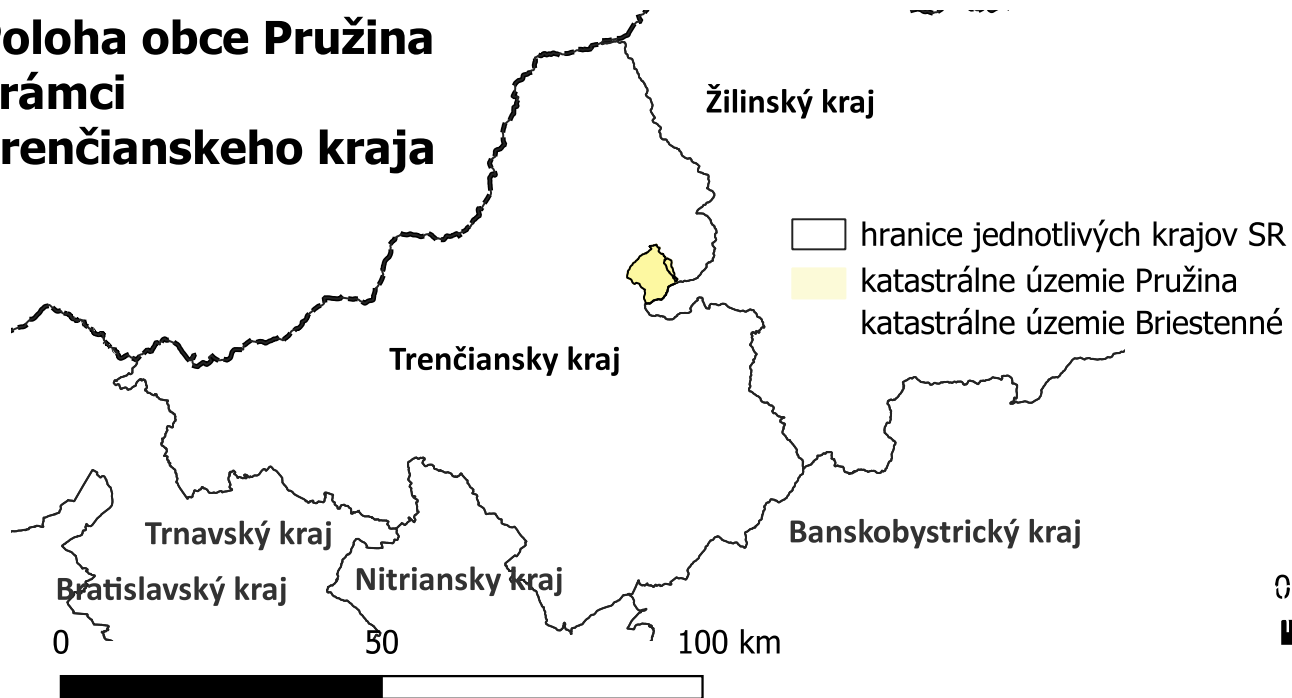 oloha obce Pružina
rámci
renčianskeho kraja
Žilinský kraj
hranice jednotlivých krajov SR
katastrálne územie Pružina
katastrálne územie Briestenné
Trenčiansky kraj
Trnavský kraj
Banskobystrický kraj
Bratislavský kraj
Nitriansky kraj
0
0 50 100 km